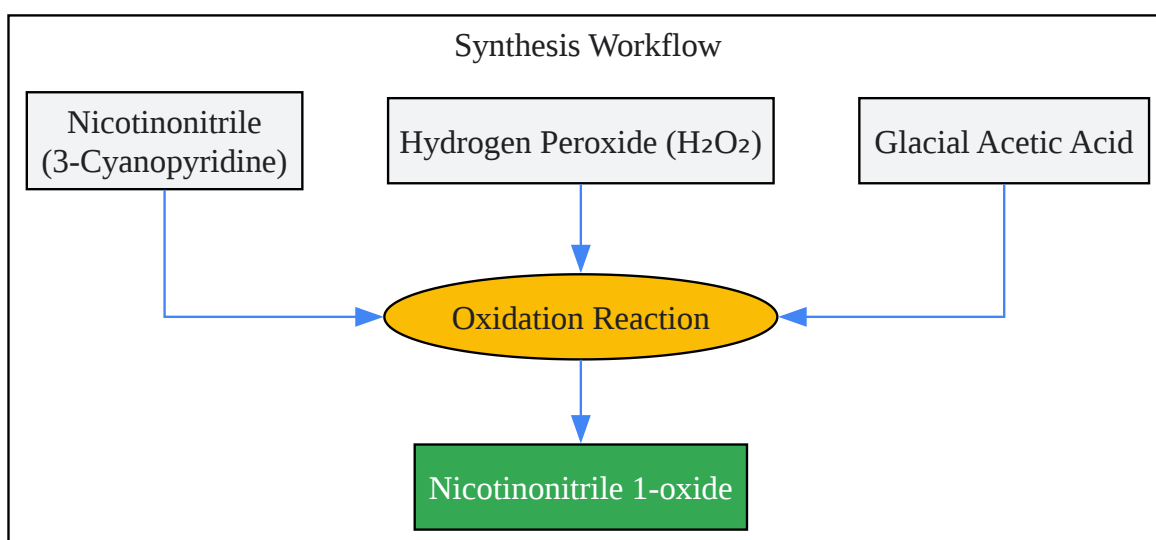 Synthesis Workflow
Nicotinonitrile
(3-Cyanopyridine)
Hydrogen Peroxide (H₂O₂)
Glacial Acetic Acid
Oxidation Reaction
Nicotinonitrile 1-oxide